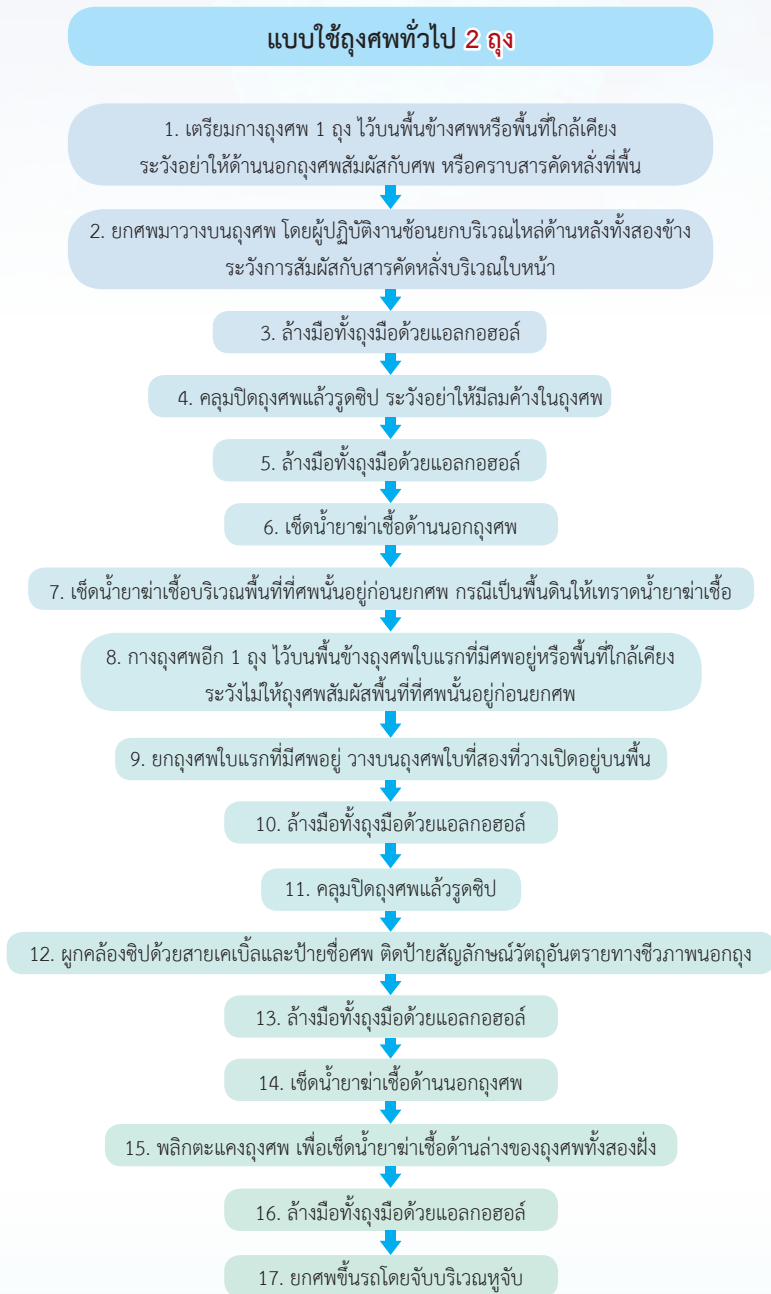 แบบใช้ถุงศพทั่วไป 2 ถุง
1. เตรียมกางถุงศพ 1 ถุง ไว้บนพื้นข้างศพหรือพื้นที่ใกล้เคียง
ระวังอย่าให้ด้านนอกถุงศพสัมผัสกับศพ หรือคราบสารคัดหลั่งที่พื้น
2. ยกศพมาวางบนถุงศพ โดยผู้ปฏิบัติงานช้อนยกบริเวณไหล่ด้านหลังทั้งสองข้าง
ระวังการสัมผัสกับสารคัดหลั่งบริเวณใบหน้า
3. ล้างมือทั้งถุงมือด้วยแอลกอฮอล์
4. คลุมปิดถุงศพแล้วรูดซิป ระวังอย่าให้มีลมค้างในถุงศพ
5. ล้างมือทั้งถุงมือด้วยแอลกอฮอล์
6. เช็ดน้ำยาฆ่าเชื้อด้านนอกถุงศพ
7. เช็ดน้ำยาฆ่าเชื้อบริเวณพื้นที่ที่ศพนั้นอยู่ก่อนยกศพ กรณีเป็นพื้นดินให้เทราดน้ำยาฆ่าเชื้อ
8. กางถุงศพอีก 1 ถุง ไว้บนพื้นข้างถุงศพใบแรกที่มีศพอยู่หรือพื้นที่ใกล้เคียง
ระวังไม่ให้ถุงศพสัมผัสพื้นที่ที่ศพนั้นอยู่ก่อนยกศพ
9. ยกถุงศพใบแรกที่มีศพอยู่ วางบนถุงศพใบที่สองที่วางเปิดอยู่บนพื้น
10. ล้างมือทั้งถุงมือด้วยแอลกอฮอล์
11. คลุมปิดถุงศพแล้วรูดซิป
12. ผูกคล้องซิปด้วยสายเคเบิ้ลและป้ายชื่อศพ ติดป้ายสัญลักษณ์วัตถุอันตรายทางชีวภาพนอกถุง
13. ล้างมือทั้งถุงมือด้วยแอลกอฮอล์
14. เช็ดน้ำยาฆ่าเชื้อด้านนอกถุงศพ
15. พลิกตะแคงถุงศพ เพื่อเช็ดน้ำยาฆ่าเชื้อด้านล่างของถุงศพทั้งสองฝั่ง
16. ล้างมือทั้งถุงมือด้วยแอลกอฮอล์
17. ยกศพขึ้นรถโดยจับบริเวณหูจับ